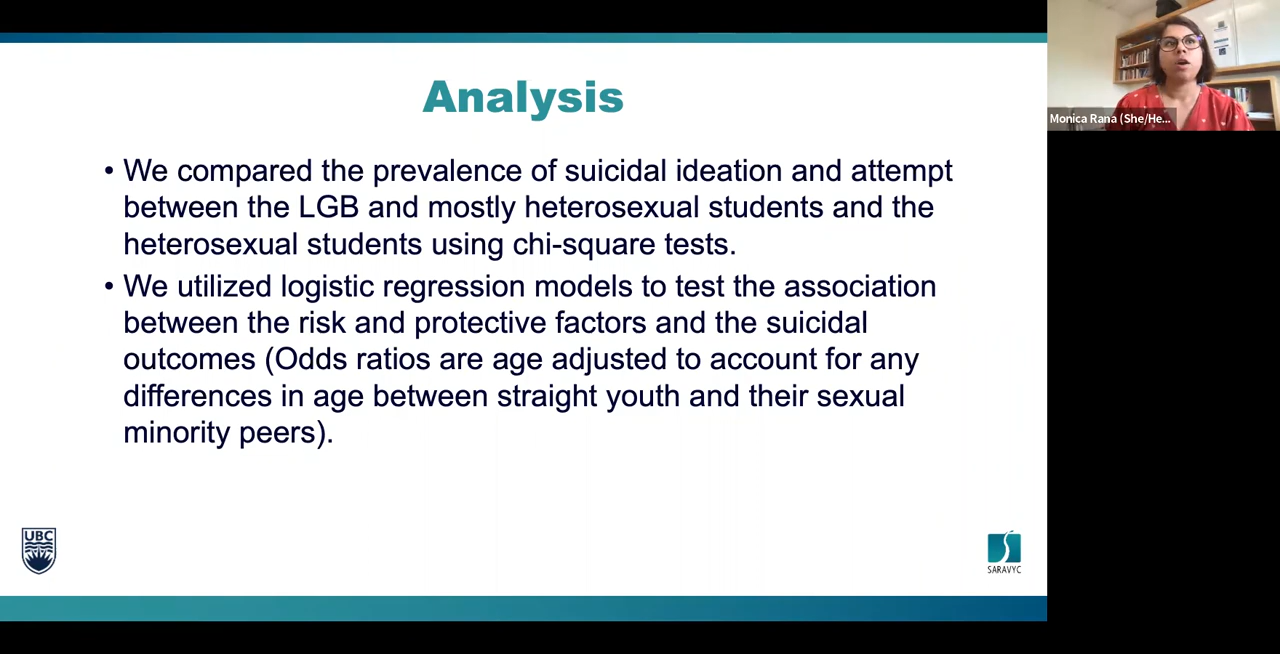 Analysis
• We compared the prevalence of suicidal ideation and attempt
between the LGB and mostly heterosexual students and the
heterosexual students using chi-square tests.
• We utilized logistic regression models to test the association
between the risk and protective factors and the suicidal
outcomes (Odds ratios are age adjusted to account for any
differences in age between straight youth and their sexual
minority peers).
UBC
SARAVYC
Monica Rana (She/He...